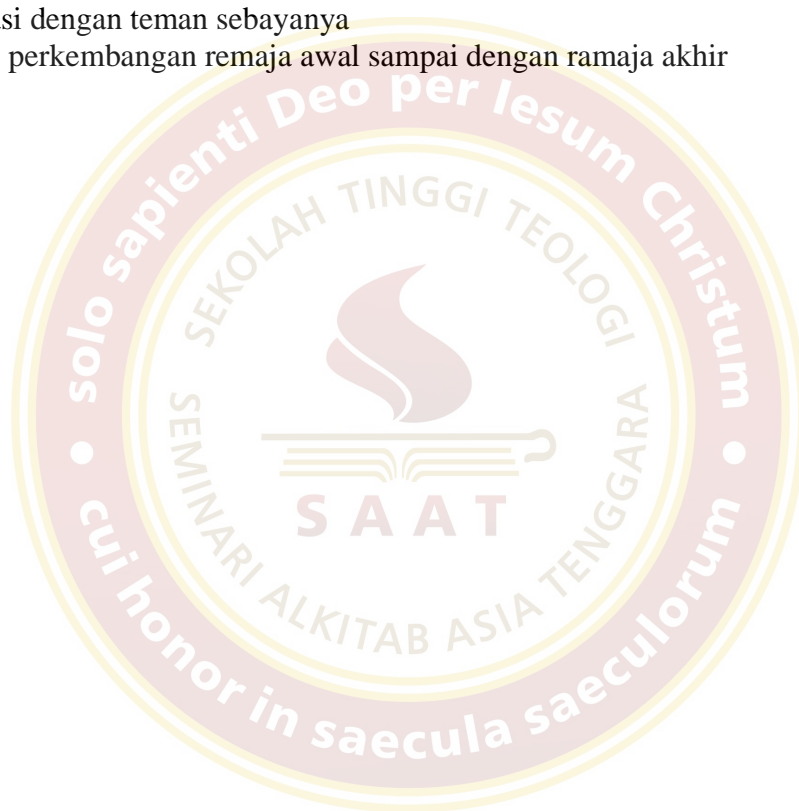 si dengan teman sebayanya
perkembangan remaja awal sampai dengan ramaja akhir
solo sapienti Deo per Iesum Christum
SEKOLAH TINGGI TEOLOGI
SEMINARI ALKITAB ASIA TENGGARA
SAAT
cui honor in saecula saeculorum